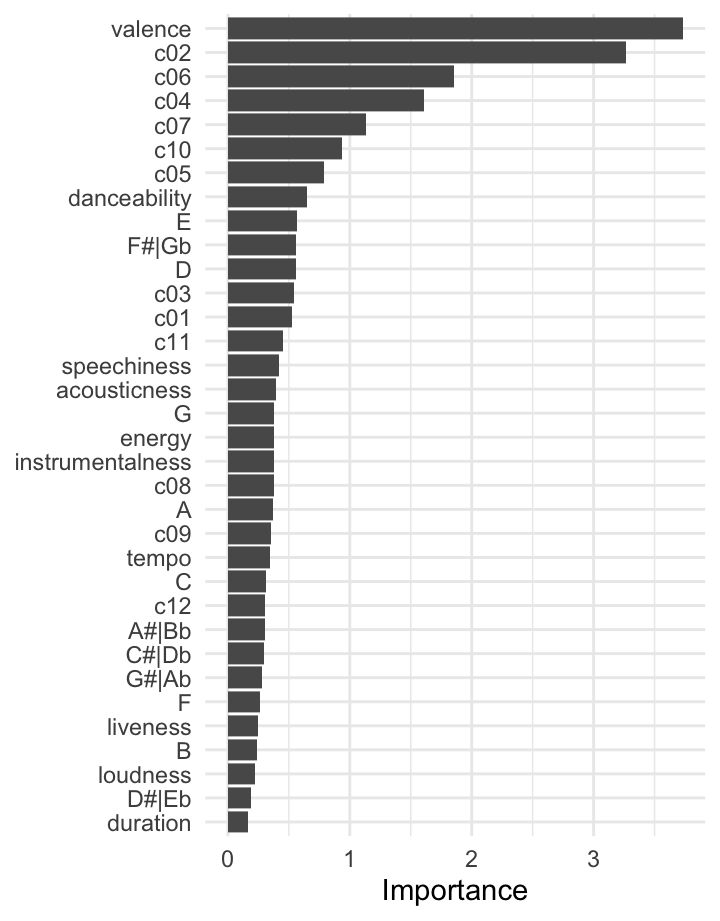 valence
c02
c06
c04
c07
c10
c05
danceability
E
F#|Gb
D
c03
c01
c11
speechiness
acousticness
G
energy
instrumentalness
c08
A
c09
tempo
C
c12
A#|Bb
C#|Db
G#|Ab
F
liveness
B
loudness
D#|Eb
duration
0 1 2 3
Importance